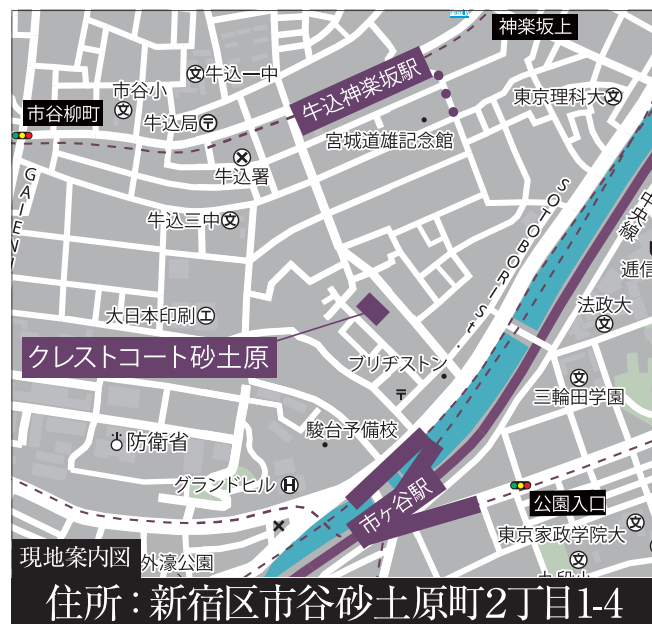 Family
神楽坂上
牛込一中
市谷小
牛込神楽坂駅
東京理科大
市谷柳町
牛込局
宮城道雄記念館
牛込署
GAIEN
SOTOBORI St.
中央線
牛込三中
逓信
大日本印刷
法政大
クレストコート砂土原
ブリヂストン
三輪田学園
駿台予備校
防衛省
グランドヒル
市ヶ谷駅
公園入口
東京家政学院大
現地案内図
外濠公園
九段小
住所：新宿区市谷砂土原町2丁目1-4